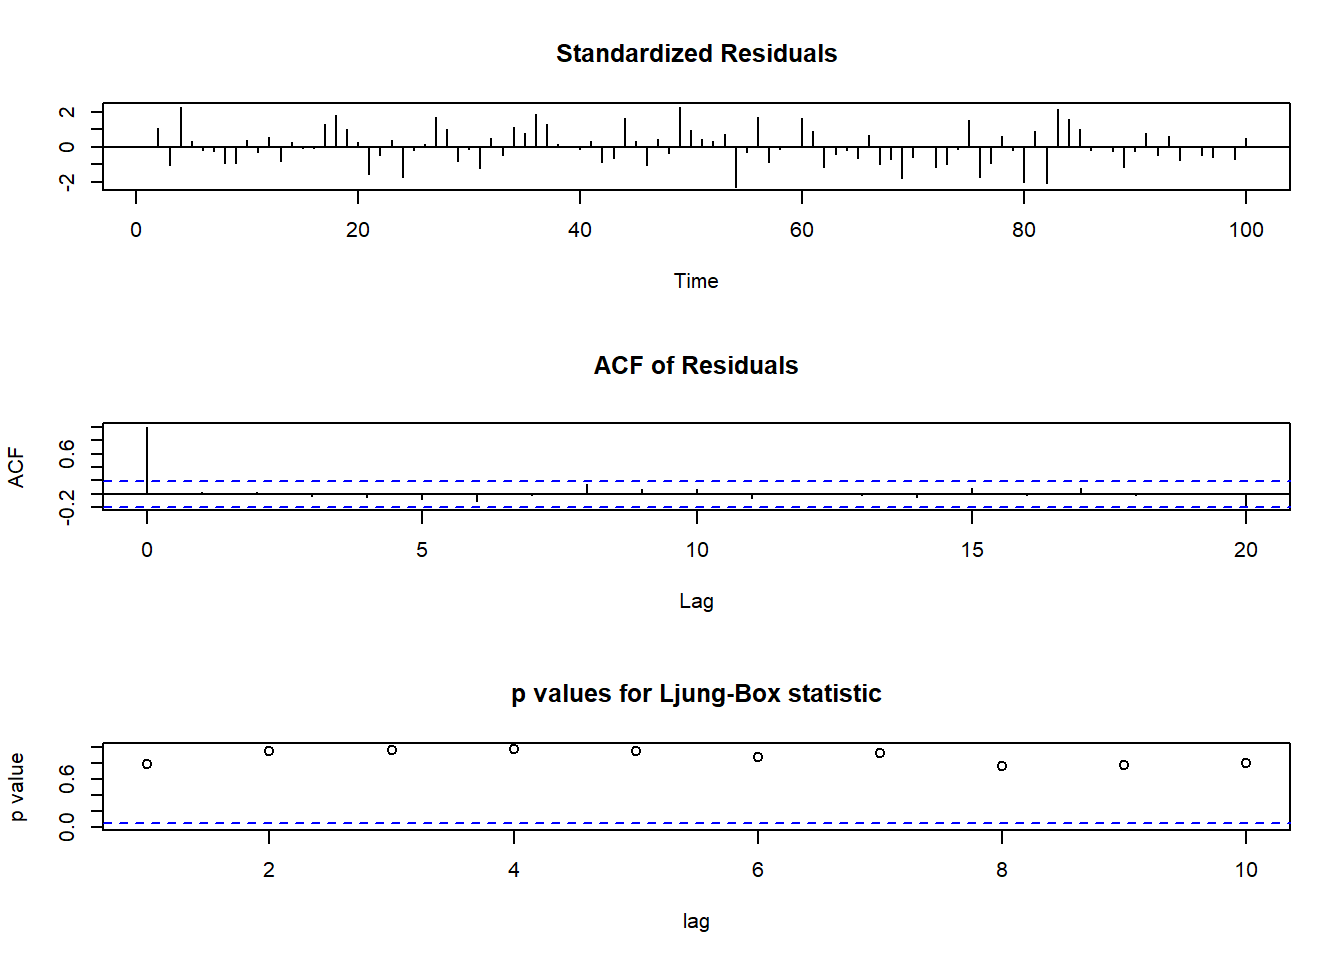 Standardized Residuals
2
0
-2
0 20 40 60 80 100
Time
ACF of Residuals
ACF
0.6
-0.2
0 5 10 15 20
Lag
p values for Ljung-Box statistic
p value
0.6
0.0
2 4 6 8 10
lag